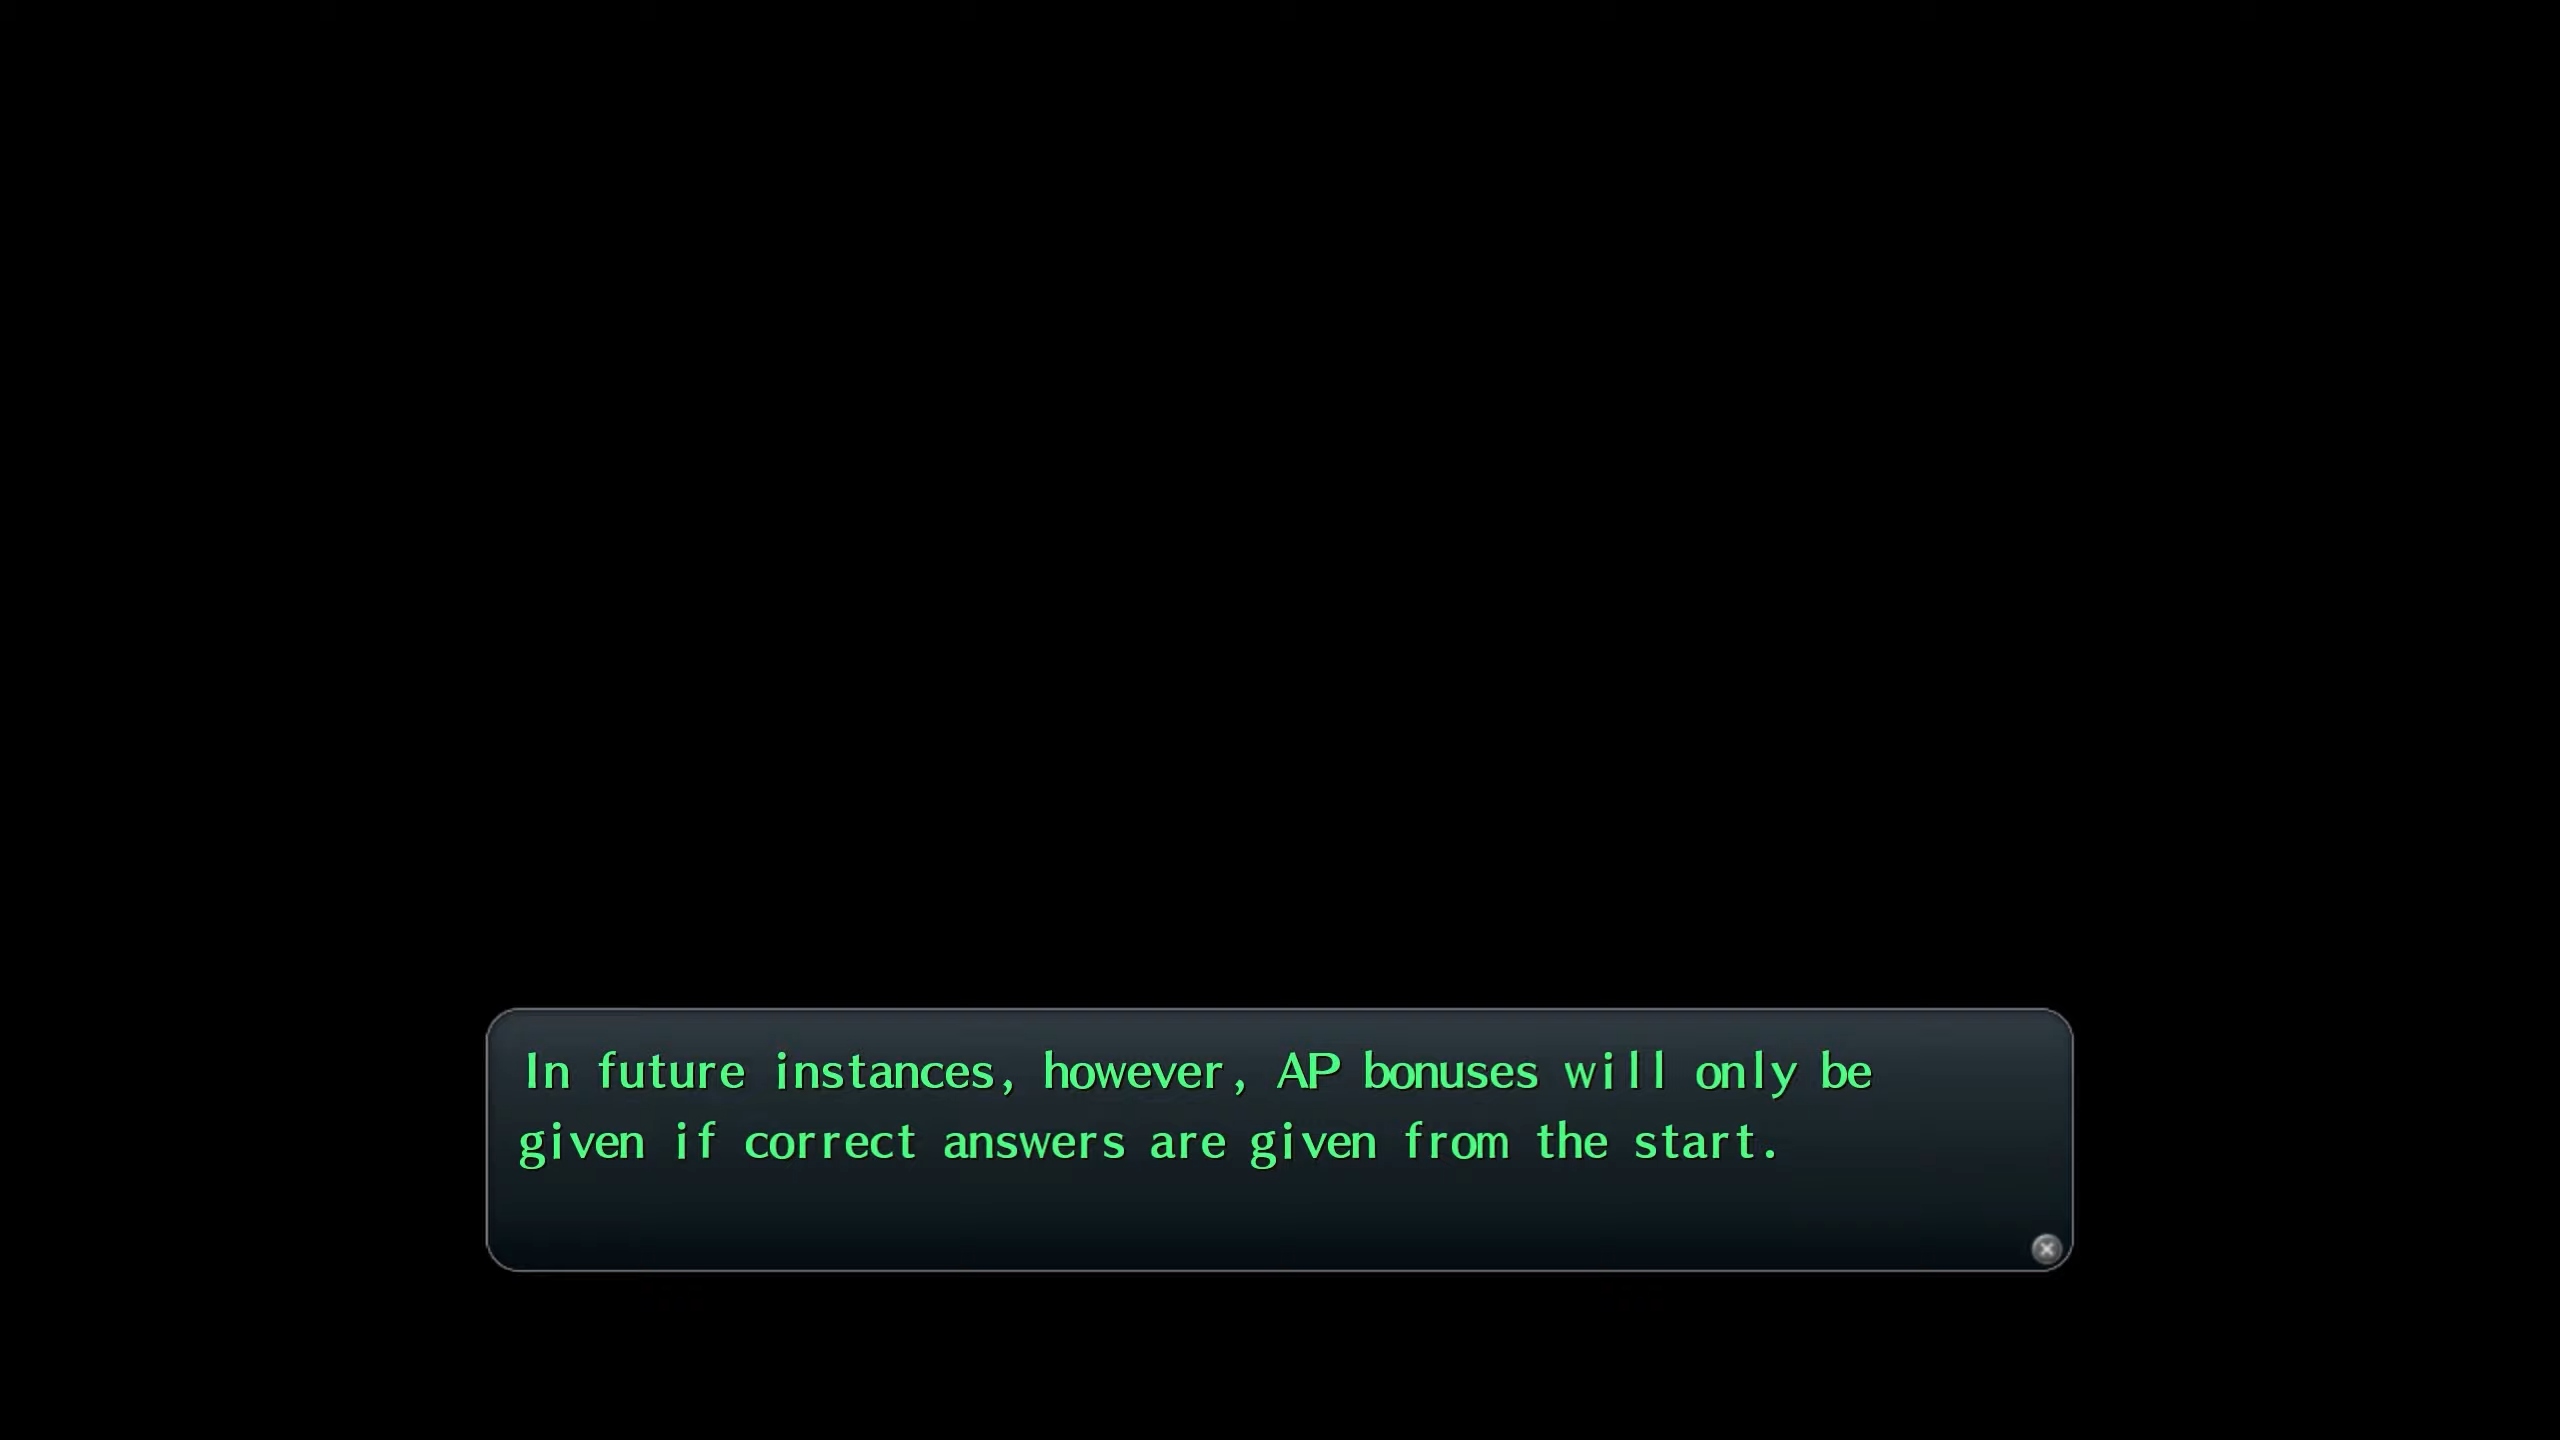 In future instances, however, AP bonuses will only be
given if correct answers are given from the start.